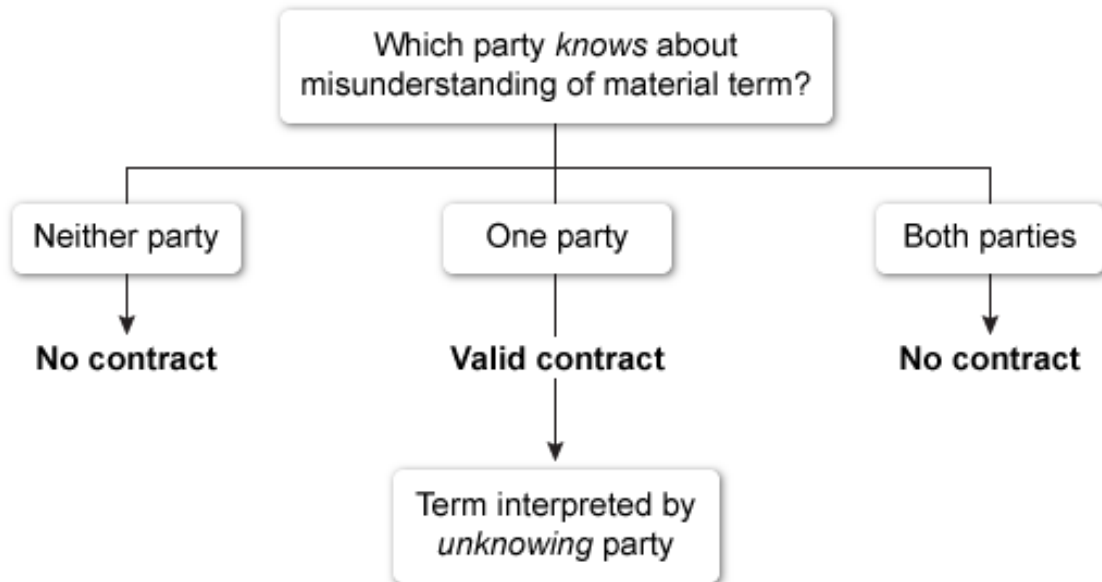 Which party knows about
misunderstanding of material term?
Neither party
One party
Both parties
No contract
Valid contract
No contract
Term interpreted by
unknowing party